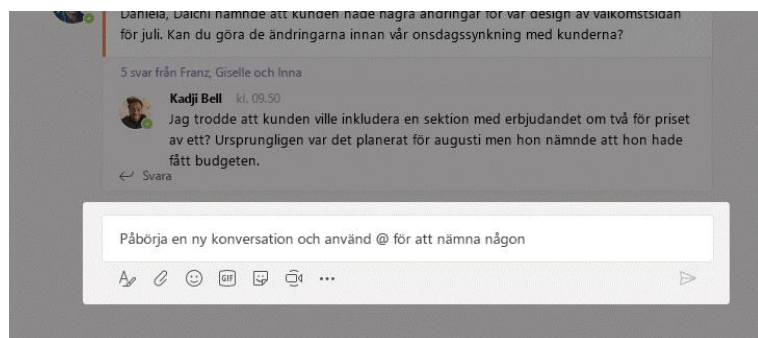 Daniela, Daichi nämnde att kunden hade några ändringar för vår design av välkomstsidan
för juli. Kan du göra de ändringarna innan vår onsdagssynkning med kunderna?
5 svar från Franz, Giselle och Inna
Kadji Bell kl. 09.50
Jag trodde att kunden ville inkludera en sektion med erbjudandet om två för priset
av ett? Ursprungligen var det planerat för augusti men hon nämnde att hon hade
fått budgeten.
Svara
Påbörja en ny konversation och använd @ för att nämna någon
GIF